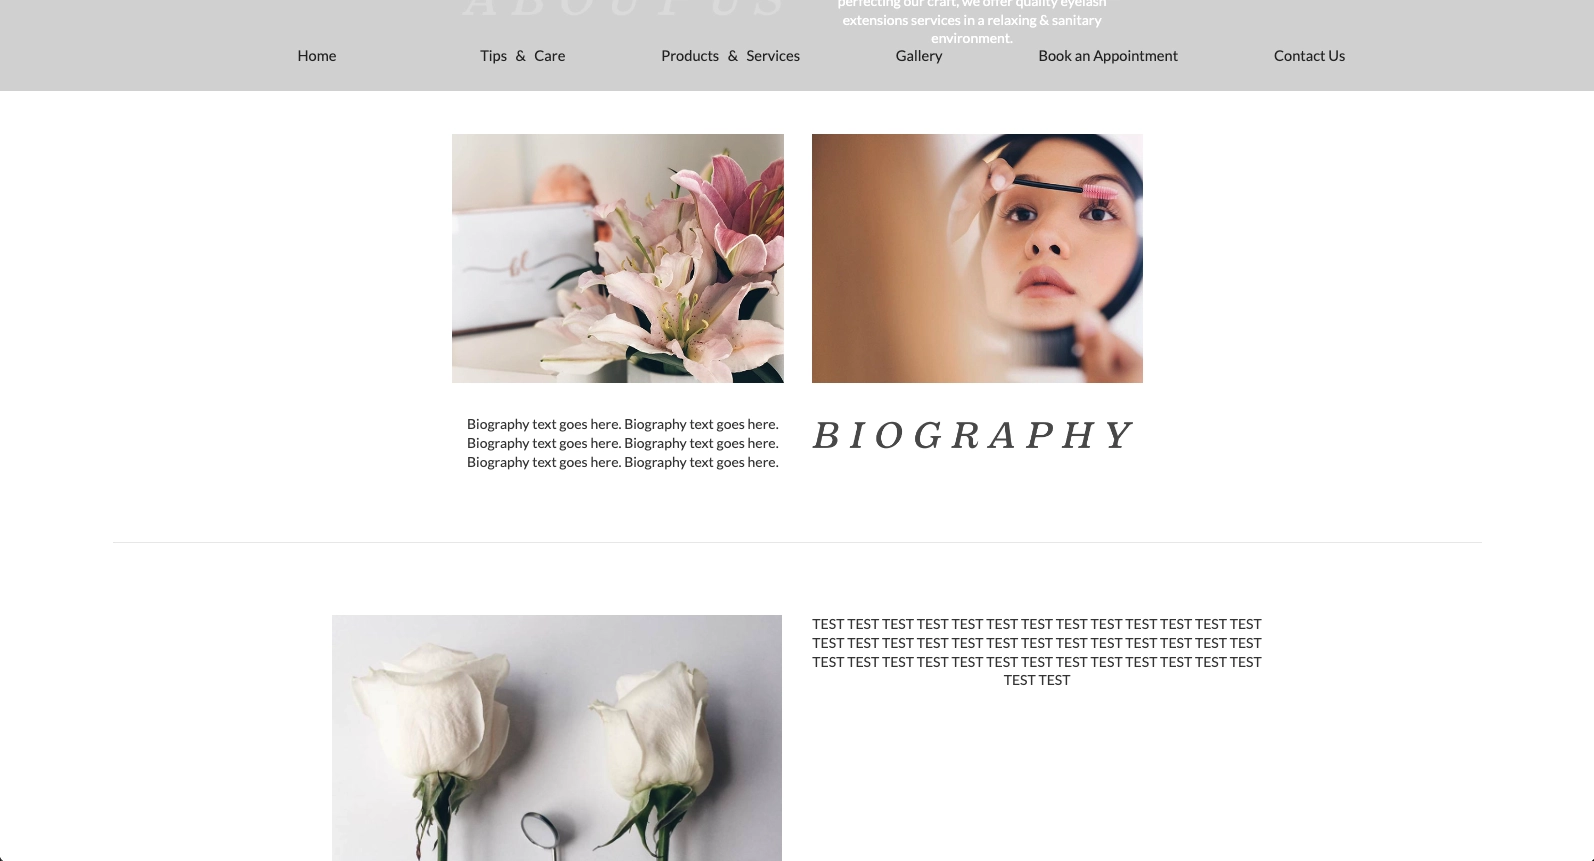 ABOUT US
perfecting our craft, we offer quality eyelash
extensions services in a relaxing & sanitary
environment.
Home Tips & Care Products & Services Gallery Book an Appointment Contact Us
Biography text goes here. Biography text goes here.
Biography text goes here. Biography text goes here.
Biography text goes here. Biography text goes here.
BIOGRAPHY
TEST TEST TEST TEST TEST TEST TEST TEST TEST TEST TEST TEST TEST
TEST TEST TEST TEST TEST TEST TEST TEST TEST TEST TEST TEST TEST
TEST TEST TEST TEST TEST TEST TEST TEST TEST TEST TEST TEST TEST
TEST TEST